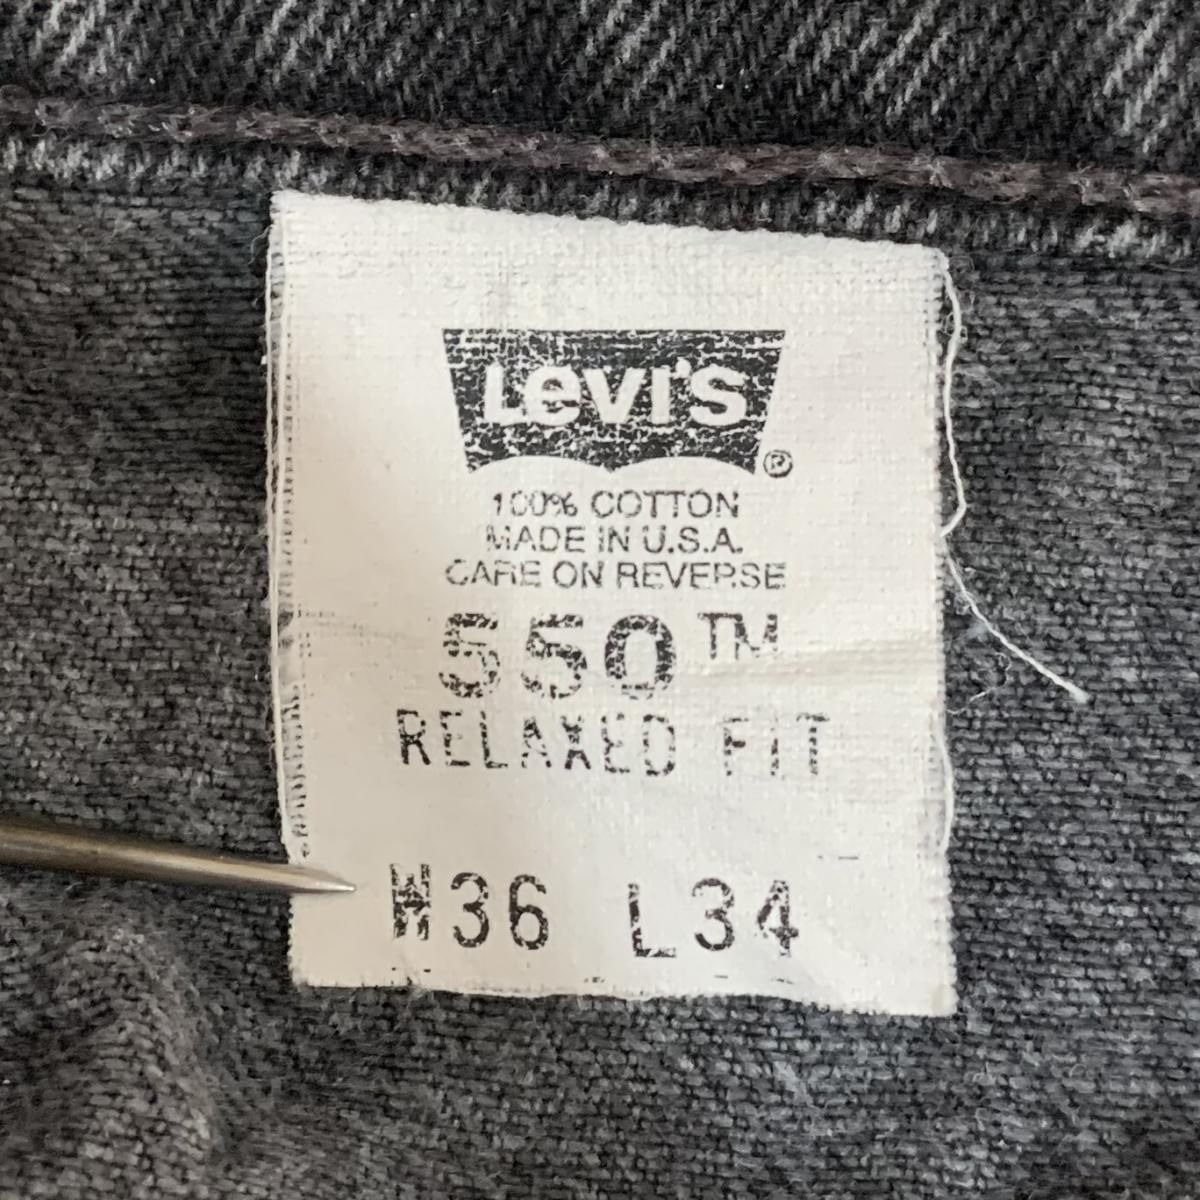 Levi's®
100% COTTON
MADE IN U.S.A.
CARE ON REVERSE
550™
RELAXED FIT
W36 L34